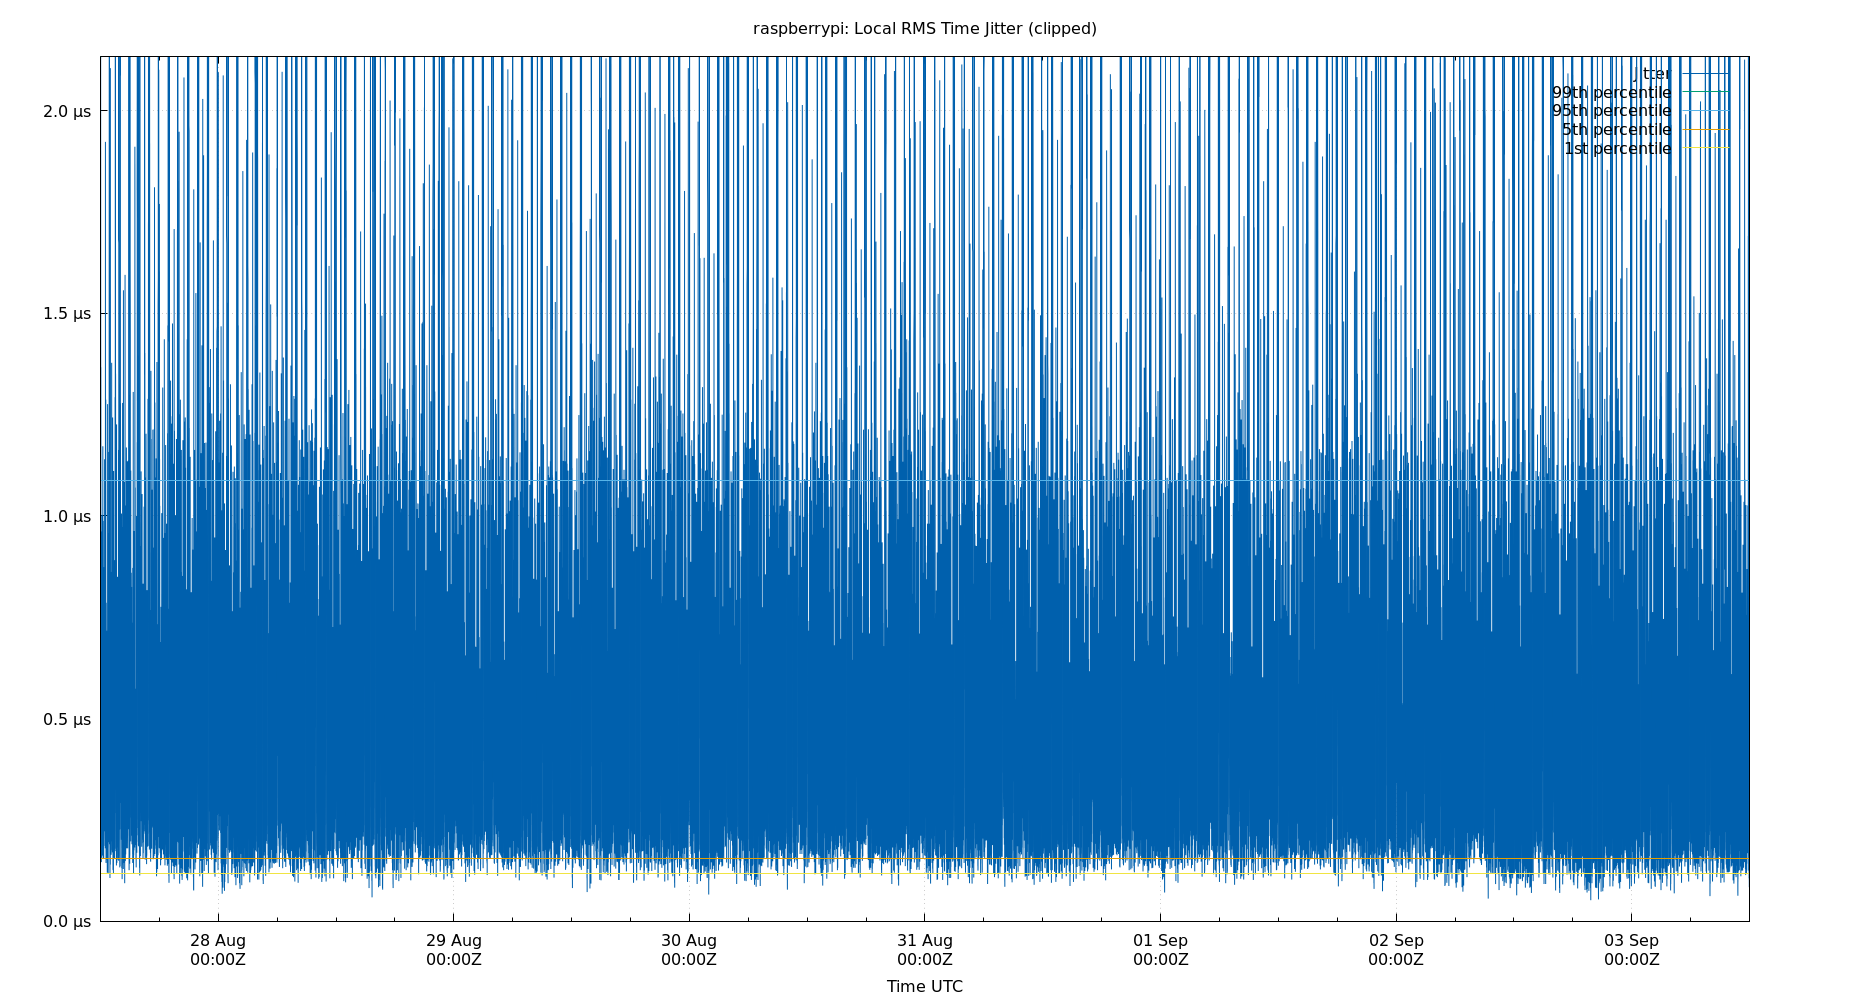 raspberrypi: Local RMS Time Jitter (clipped)
jitter
99th percentile
95th percentile
5th percentile
1st percentile
2.0 µs
1.5 µs
1.0 µs
0.5 µs
0.0 µs
28 Aug 29 Aug 30 Aug 31 Aug 01 Sep 02 Sep 03 Sep
00:00Z 00:00Z 00:00Z 00:00Z 00:00Z 00:00Z 00:00Z
Time UTC